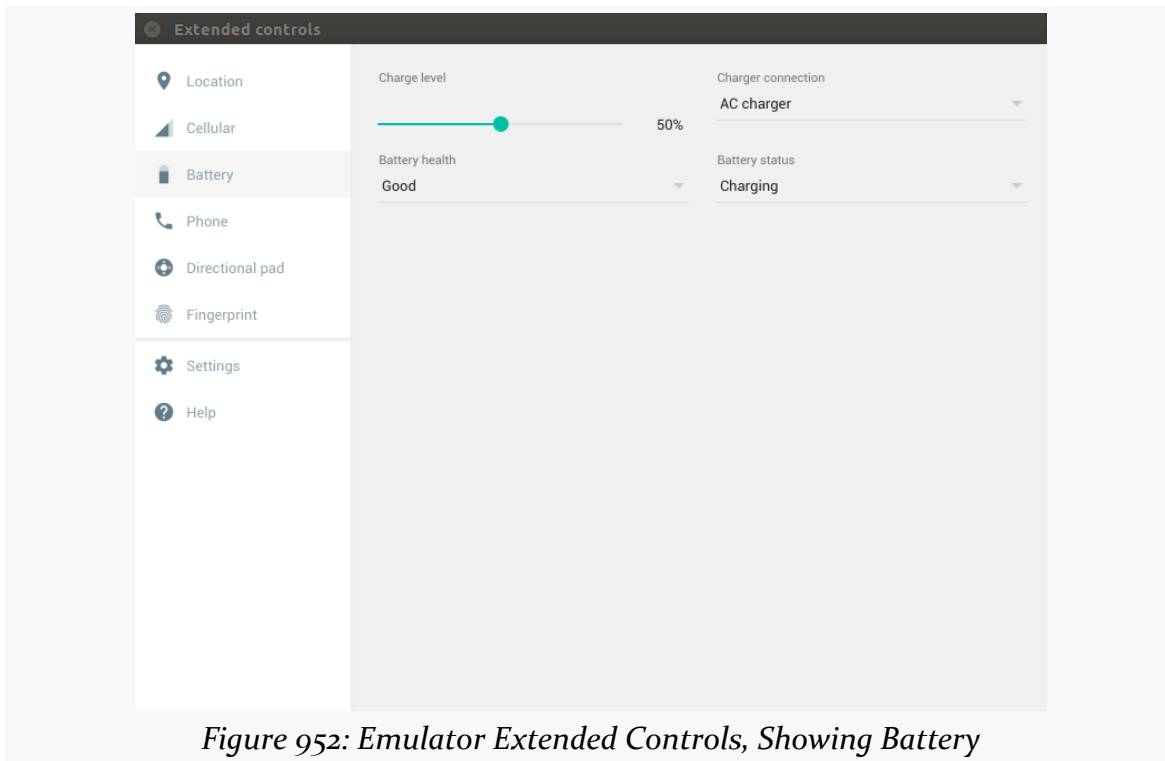 Extended controls
Location
Cellular
Battery
Phone
Directional pad
Fingerprint
Settings
Help
Charge level
50%
Charger connection
AC charger
Battery health
Good
Battery status
Charging
Figure 952: Emulator Extended Controls, Showing Battery